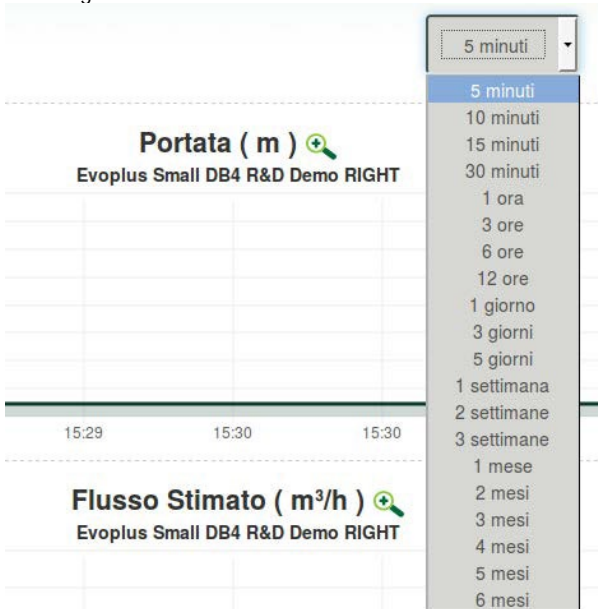 5 minuti
5 minuti
10 minuti
15 minuti
30 minuti
1 ora
3 ore
6 ore
12 ore
1 giorno
3 giorni
5 giorni
1 settimana
2 settimane
3 settimane
1 mese
2 mesi
3 mesi
4 mesi
5 mesi
6 mesi
Portata ( m )
Evoplus Small DB4 R&D Demo RIGHT
15:29 15:30 15:30
Flusso Stimato ( m³/h )
Evoplus Small DB4 R&D Demo RIGHT